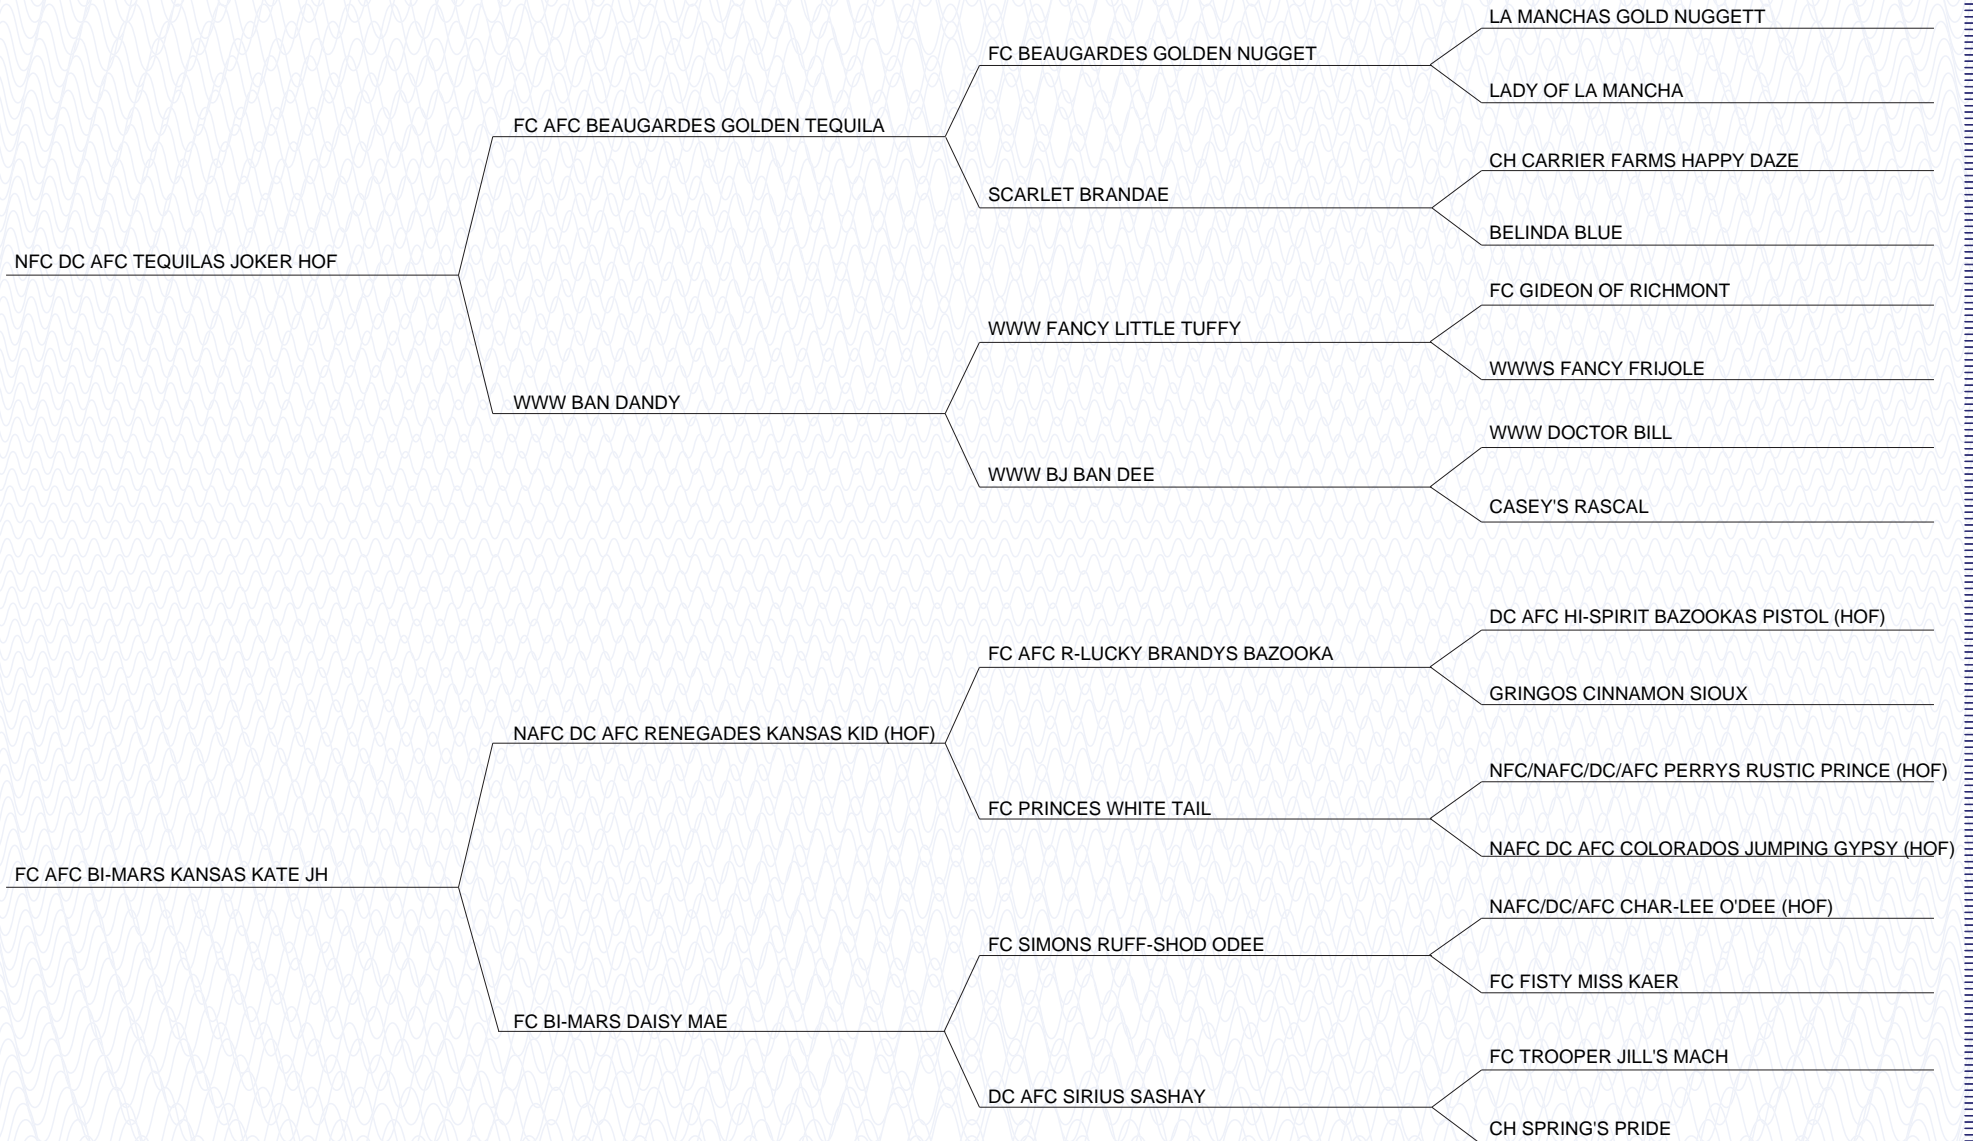 LA MANCHAS GOLD NUGGETT
FC BEAUGARDES GOLDEN NUGGET
LADY OF LA MANCHA
FC AFC BEAUGARDES GOLDEN TEQUILA
CH CARRIER FARMS HAPPY DAZE
SCARLET BRANDAE
BELINDA BLUE
NFC DC AFC TEQUILAS JOKER HOF
FC GIDEON OF RICHMONT
WWW FANCY LITTLE TUFFY
WWWS FANCY FRIJOLE
WWW BAN DANDY
WWW DOCTOR BILL
WWW BJ BAN DEE
CASEY'S RASCAL
DC AFC HI-SPIRIT BAZOOKAS PISTOL (HOF)
FC AFC R-LUCKY BRANDYS BAZOOKA
GRINGOS CINNAMON SIOUX
NAFC DC AFC RENEGADES KANSAS KID (HOF)
NFC/NAFC/DC/AFC PERRYS RUSTIC PRINCE (HOF)
FC PRINCES WHITE TAIL
NAFC DC AFC COLORADOS JUMPING GYPSY (HOF)
FC AFC BI-MARS KANSAS KATE JH
NAFC/DC/AFC CHAR-LEE O'DEE (HOF)
FC SIMONS RUFF-SHOD ODEE
FC FISTY MISS KAER
FC BI-MARS DAISY MAE
FC TROOPER JILL'S MACH
DC AFC SIRIUS SASHAY
CH SPRING'S PRIDE